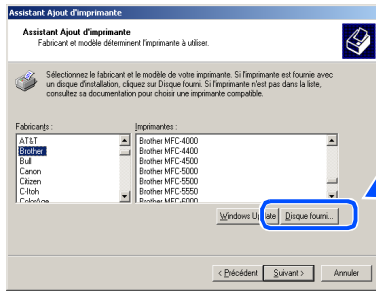 Assistant Ajout d'imprimante
Assistant Ajout d'imprimante
Fabricant et modèle déterminent l'imprimante à utiliser.
Sélectionnez le fabricant et le modèle de votre imprimante. Si l'imprimante est fournie avec
un disque d'installation, cliquez sur Disque fourni. Si l'imprimante n'est pas dans la liste,
consultez sa documentation pour choisir une imprimante compatible.
Fabricants :
AT&T
Brother
Bull
Canon
Citizen
C-Itoh
ColorAge
Imprimantes :
Brother MFC-4000
Brother MFC-4400
Brother MFC-4500
Brother MFC-5000
Brother MFC-5500
Brother MFC-5550
Brother MFC-6000
Windows Update
Disque fourni...
< Précédent
Suivant >
Annuler